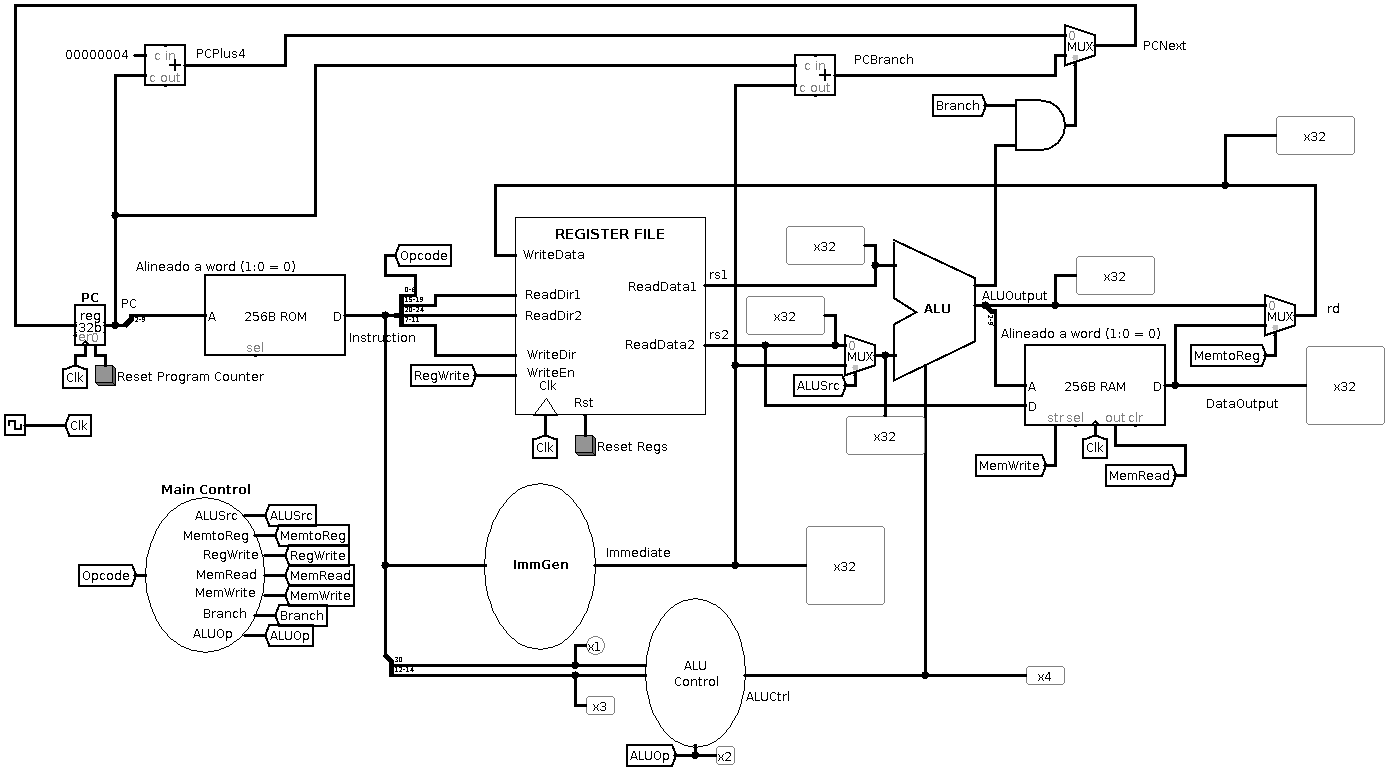 00000004
c in
c out
+
PCPlus4
c in
c out
+
PCBranch
0
MUX
PCNext
Branch
x32
Alineado a word (1:0 = 0)
Opcode
REGISTER FILE
WriteData
ReadDir1
ReadDir2
WriteDir
WriteEn
Clk
Rst
ReadData1
ReadData2
rs1
rs2
x32
x32
ALU
ALUOutput
x32
0
MUX
rd
PC
reg
32b
en0
PC
2-9
A
256B ROM
D
sel
0-6
15-19
20-24
7-11
Instruction
Clk
Reset Program Counter
RegWrite
0
MUX
ALUSrc
2-9
Alineado a word (1:0 = 0)
A
D
256B RAM
D
str
sel
out
clr
MemtoReg
x32
DataOutput
Clk
Clk
Reset Regs
x32
MemWrite
Clk
MemRead
Main Control
Opcode
ALUSrc
ALUSrc
MemtoReg
MemtoReg
RegWrite
RegWrite
MemRead
MemRead
MemWrite
MemWrite
Branch
Branch
ALUOp
ALUOp
ImmGen
Immediate
x32
30
12-14
x1
x3
ALU
Control
ALUCtrl
x4
ALUOp
x2